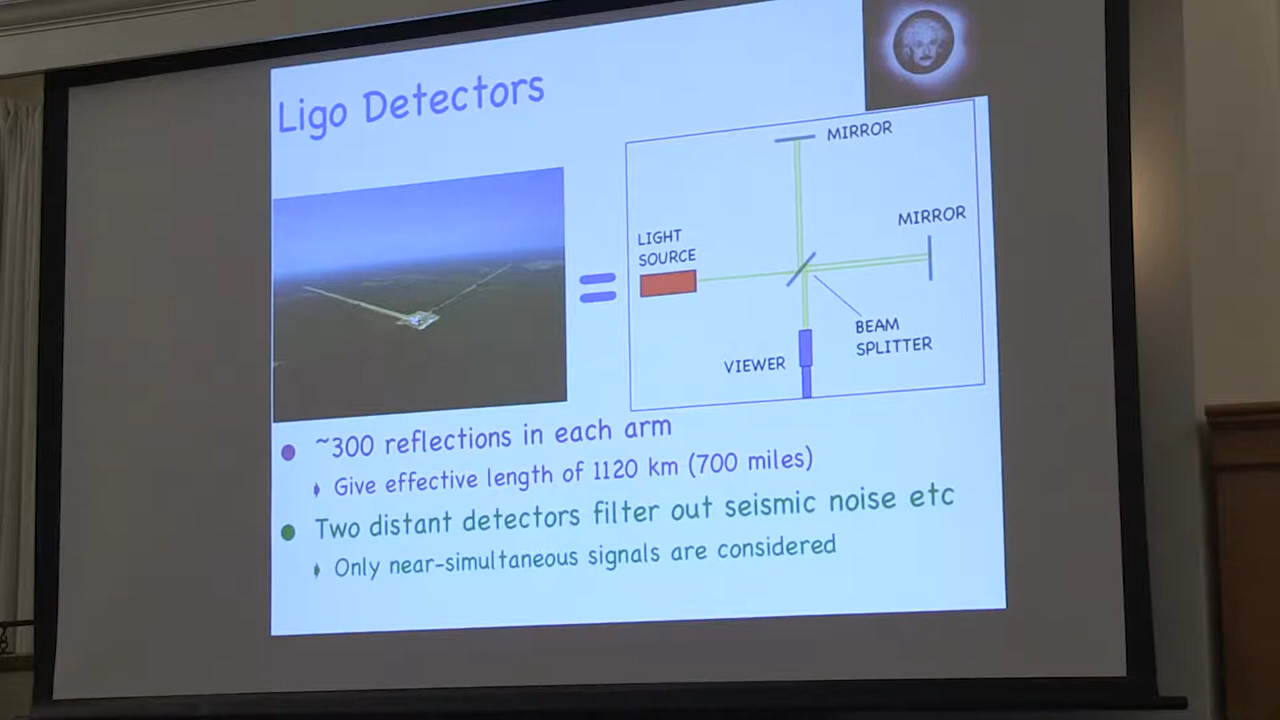 Ligo Detectors
MIRROR
MIRROR
LIGHT
SOURCE
=
BEAM
SPLITTER
VIEWER
~300 reflections in each arm
Give effective length of 1120 km (700 miles)
Two distant detectors filter out seismic noise etc
Only near-simultaneous signals are considered